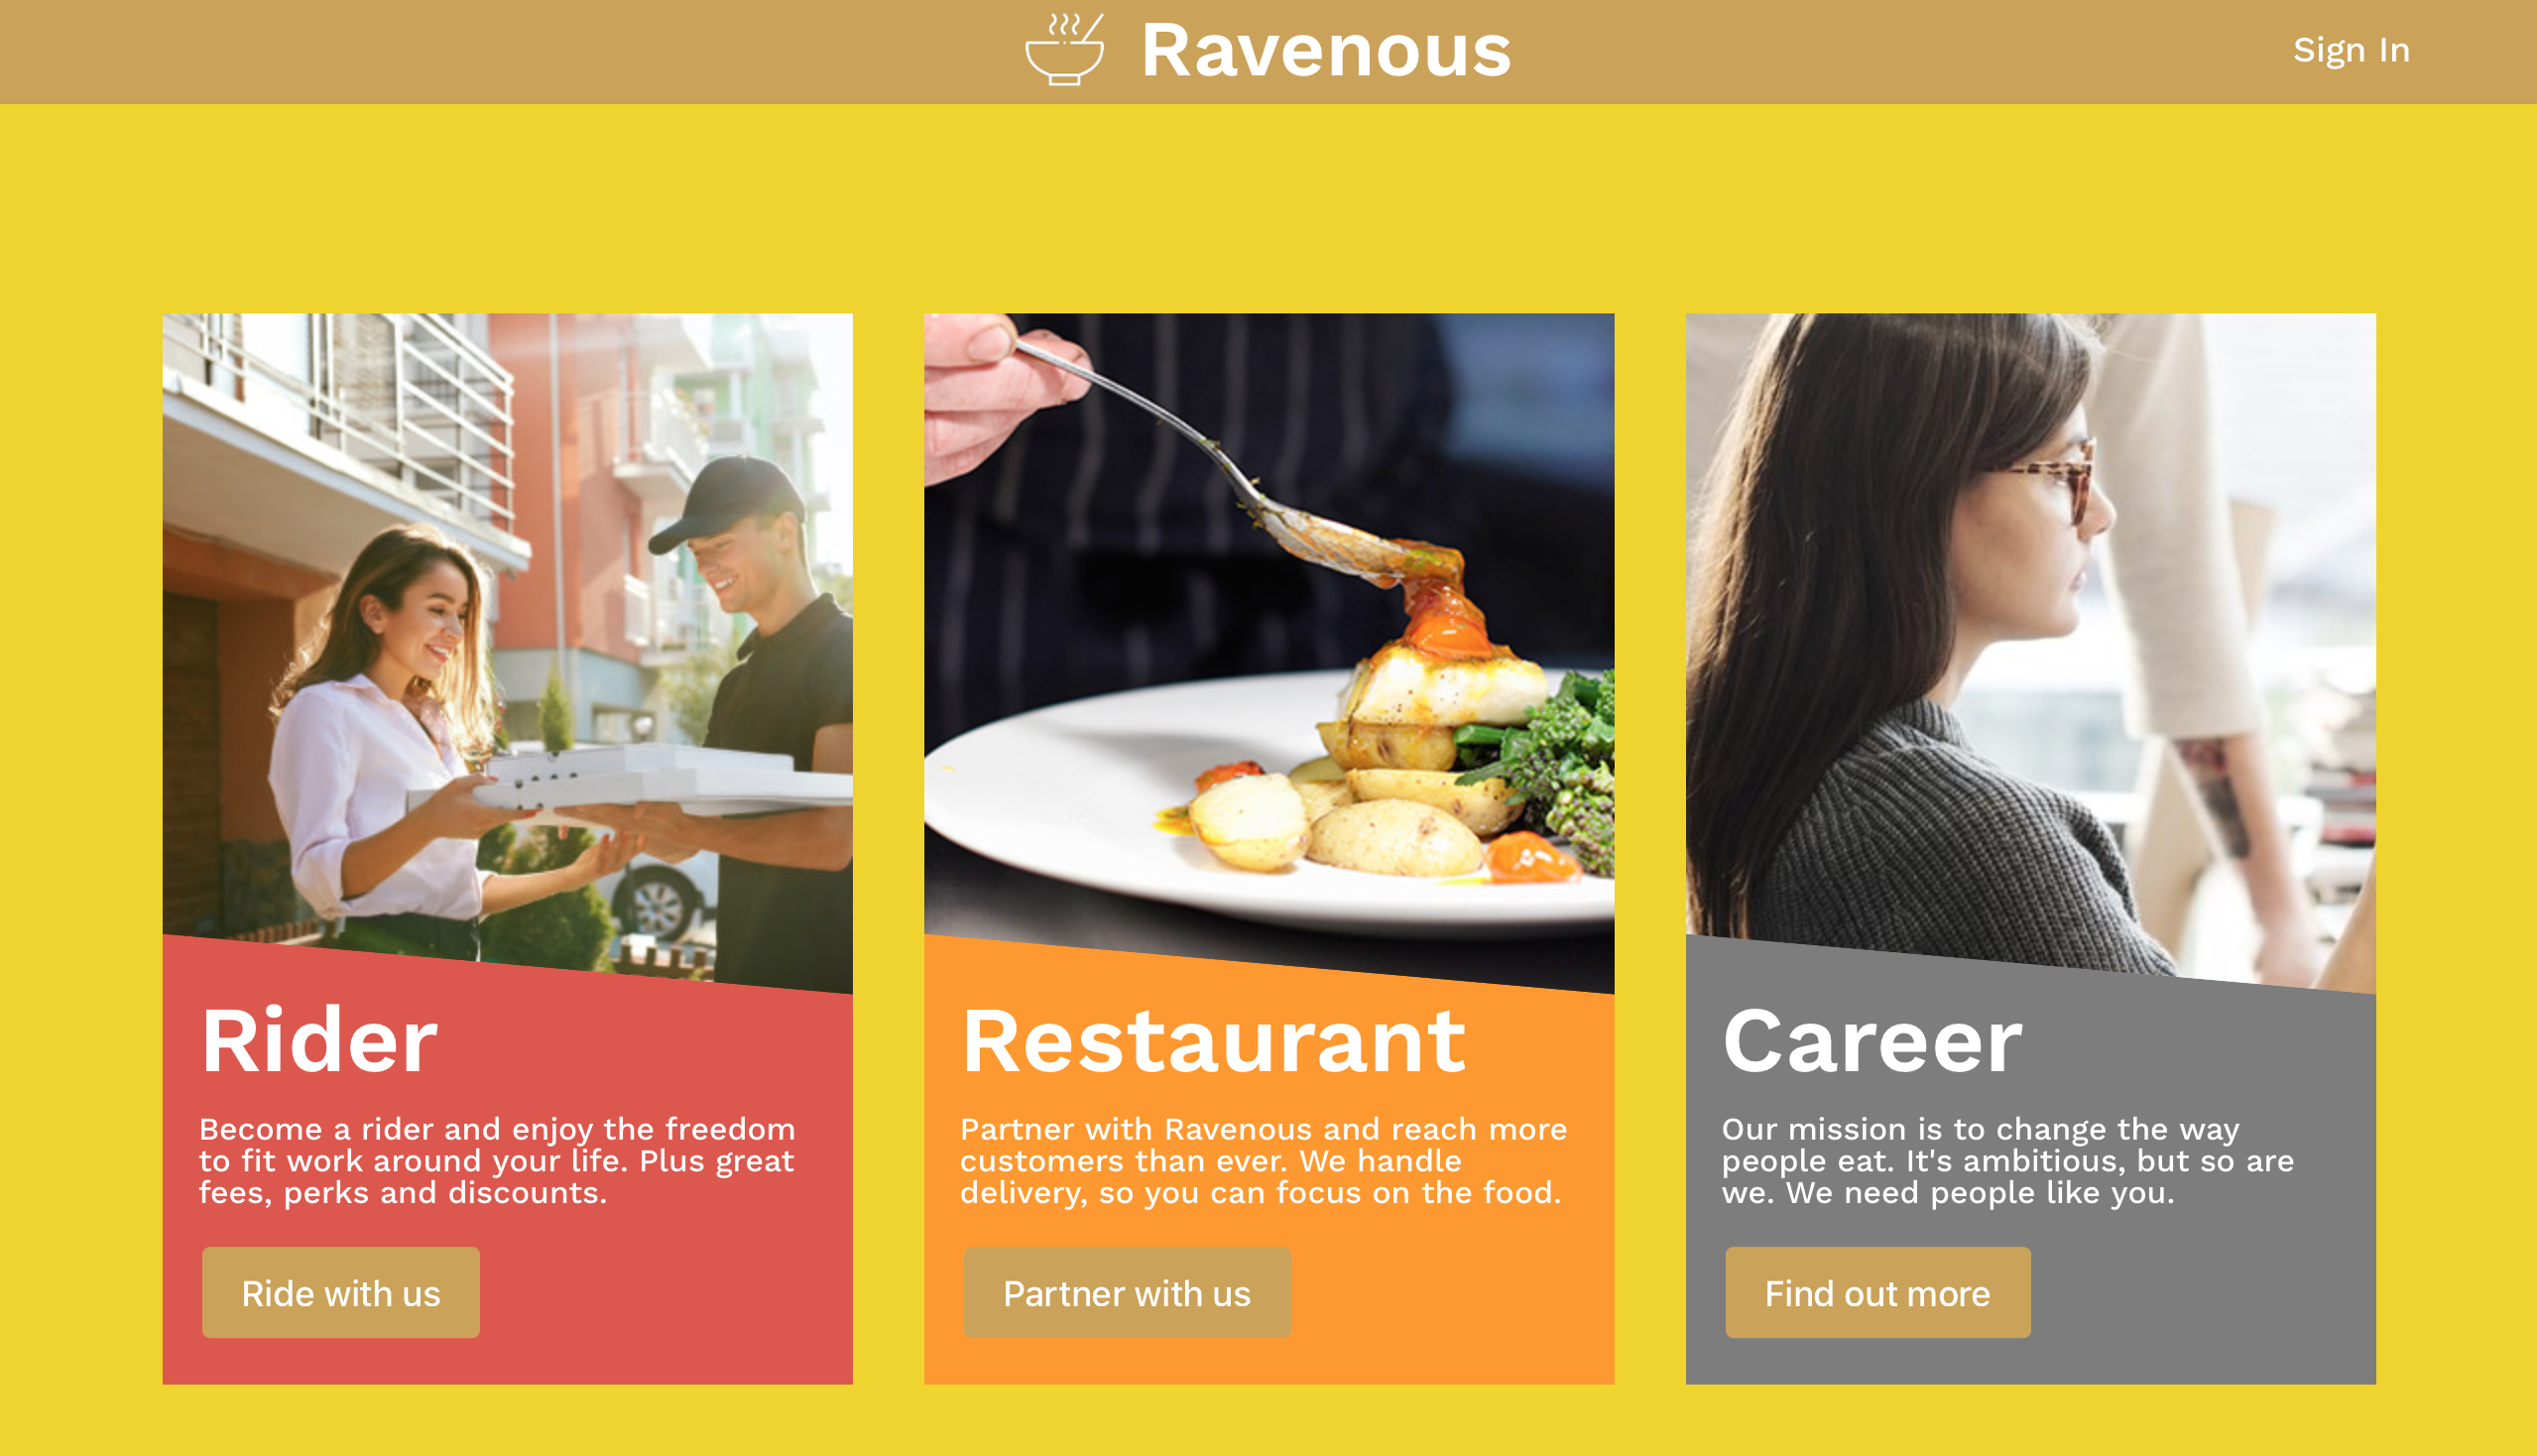 Ravenous
Sign In
Rider
Become a rider and enjoy the freedom
to fit work around your life. Plus great
fees, perks and discounts.
Ride with us
Restaurant
Partner with Ravenous and reach more
customers than ever. We handle
delivery, so you can focus on the food.
Partner with us
Career
Our mission is to change the way
people eat. It's ambitious, but so are
we. We need people like you.
Find out more